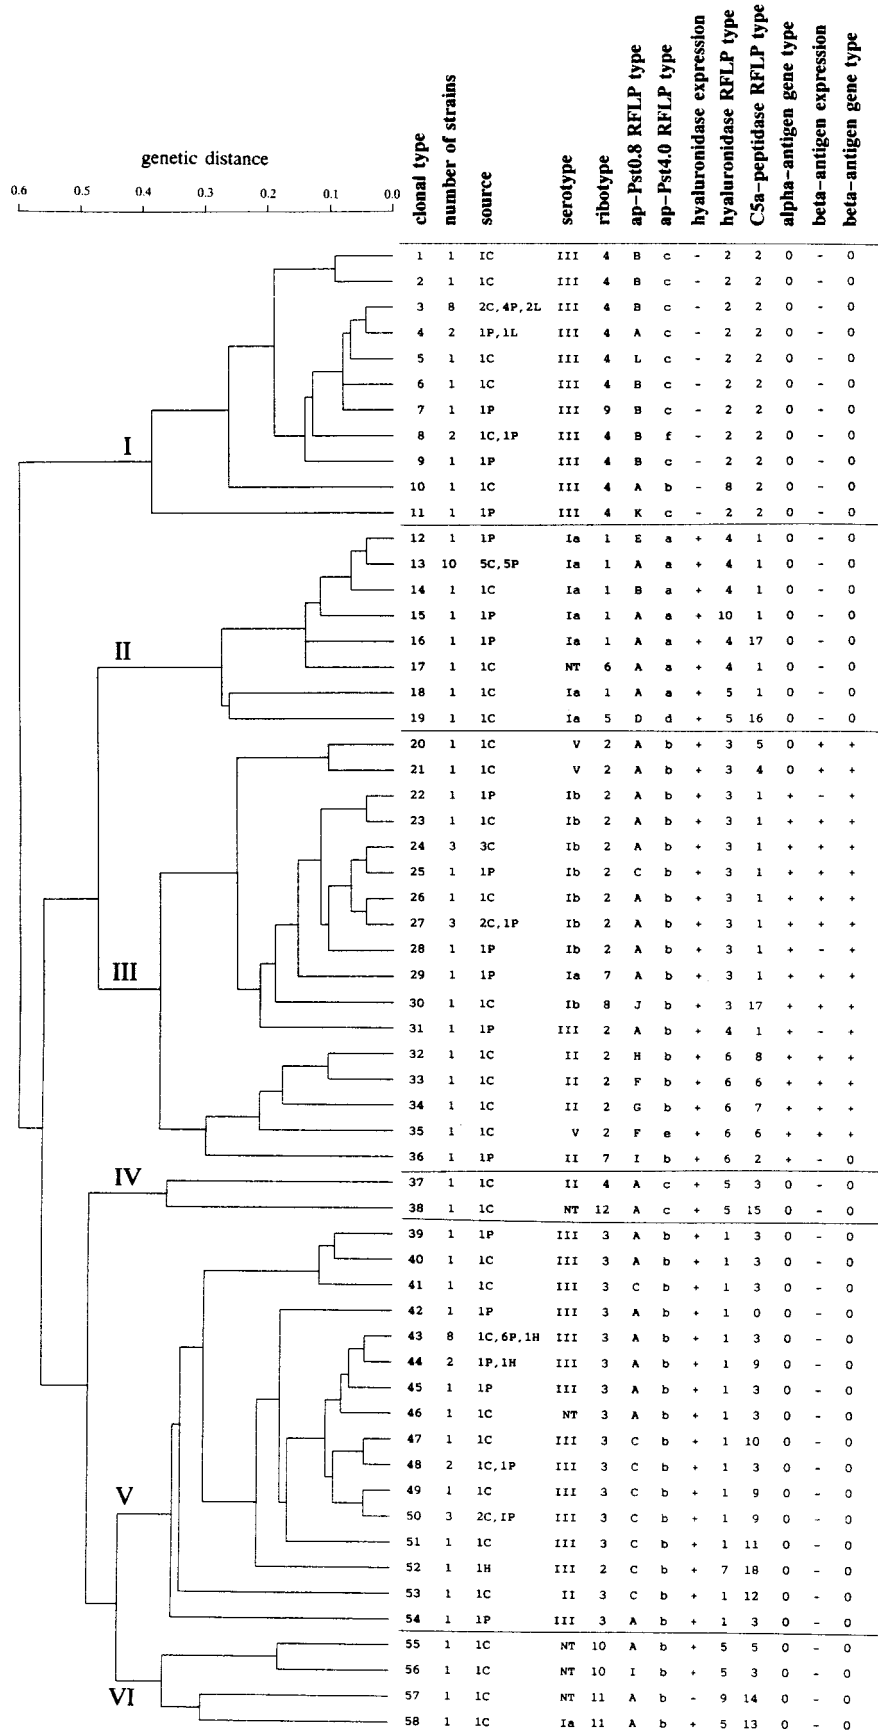 genetic distance
0.6 0.5 0.4 0.3 0.2 0.1 0.0
clonal type
number of strains
source
serotype
ribotype
ap-Pst0.8 RFLP type
ap-Pst4.0 RFLP type
hyaluronidase expression
hyaluronidase RFLP type
C5a-peptidase RFLP type
alpha-antigen gene type
beta-antigen expression
beta-antigen gene type
1 1 IC III 4 B c - 2 2 0 - 0
2 1 1C III 4 B c - 2 2 0 - 0
3 8 2C,4P,2L III 4 B c - 2 2 0 - 0
4 2 1P,1L III 4 A c - 2 2 0 - 0
5 1 1C III 4 L c - 2 2 0 - 0
6 1 1C III 4 B c - 2 2 0 - 0
7 1 1P III 9 B c - 2 2 0 - 0
8 2 1C,1P III 4 B f - 2 2 0 - 0
I
9 1 1P III 4 B c - 2 2 0 - 0
10 1 1C III 4 A b - 8 2 0 - 0
11 1 1P III 4 K c - 2 2 0 - 0
12 1 1P Ia 1 E a + 4 1 0 - 0
13 10 5C,5P Ia 1 A a + 4 1 0 - 0
14 1 1C Ia 1 B a + 4 1 0 - 0
15 1 1P Ia 1 A a + 10 1 0 - 0
16 1 1P Ia 1 A a + 4 17 0 - 0
II
17 1 1C NT 6 A a + 4 1 0 - 0
18 1 1C Ia 1 A a + 5 1 0 - 0
19 1 1C Ia 5 D d + 5 16 0 - 0
20 1 1C V 2 A b + 3 5 0 + +
21 1 1C V 2 A b + 3 4 0 + +
22 1 1P Ib 2 A b + 3 1 + - +
23 1 1C Ib 2 A b + 3 1 + + +
24 3 3C Ib 2 A b + 3 1 + + +
25 1 1P Ib 2 C b + 3 1 + + +
26 1 1C Ib 2 A b + 3 1 + + +
27 3 2C,1P Ib 2 A b + 3 1 + + +
28 1 1P Ib 2 A b + 3 1 + - +
III
29 1 1P Ia 7 A b + 3 1 + + +
30 1 1C Ib 8 J b + 3 17 + + +
31 1 1P III 2 A b + 4 1 + - +
32 1 1C II 2 H b + 6 8 + + +
33 1 1C II 2 F b + 6 6 + + +
34 1 1C II 2 G b + 6 7 + + +
35 1 1C V 2 F e + 6 6 + + +
36 1 1P II 7 I b + 6 2 + - 0
IV
37 1 1C II 4 A c + 5 3 0 - 0
38 1 1C NT 12 A c + 5 15 0 - 0
39 1 1P III 3 A b + 1 3 0 - 0
40 1 1C III 3 A b + 1 3 0 - 0
41 1 1C III 3 C b + 1 3 0 - 0
42 1 1P III 3 A b + 1 0 0 - 0
43 8 1C,6P,1H III 3 A b + 1 3 0 - 0
44 2 1P,1H III 3 A b + 1 9 0 - 0
45 1 1P III 3 A b + 1 3 0 - 0
46 1 1C NT 3 A b + 1 3 0 - 0
47 1 1C III 3 C b + 1 10 0 - 0
48 2 1C,1P III 3 C b + 1 3 0 - 0
V
49 1 1C III 3 C b + 1 9 0 - 0
50 3 2C,IP III 3 C b + 1 9 0 - 0
51 1 1C III 3 C b + 1 11 0 - 0
52 1 1H III 2 C b + 7 18 0 - 0
53 1 1C II 3 C b + 1 12 0 - 0
54 1 1P III 3 A b + 1 3 0 - 0
55 1 1C NT 10 A b + 5 5 0 - 0
56 1 1C NT 10 I b + 5 3 0 - 0
VI
57 1 1C NT 11 A b - 9 14 0 - 0
58 1 1C Ia 11 A b + 5 13 0 - 0